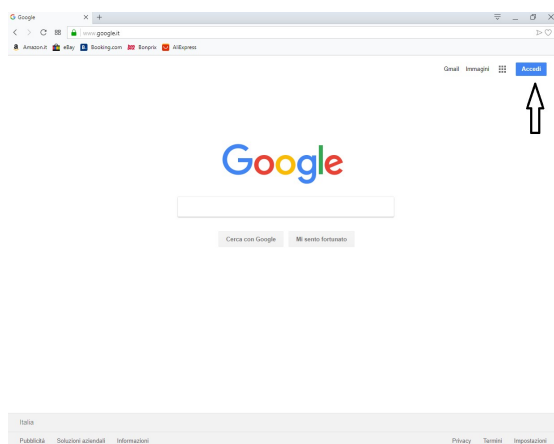 Google
www.google.it
Amazon.it eBay Booking.com Bonprix AliExpress
Gmail Immagini Accedi
Google
Cerca con Google Mi sento fortunato
Italia
Pubblicità Soluzioni aziendali Informazioni Privacy Termini Impostazioni